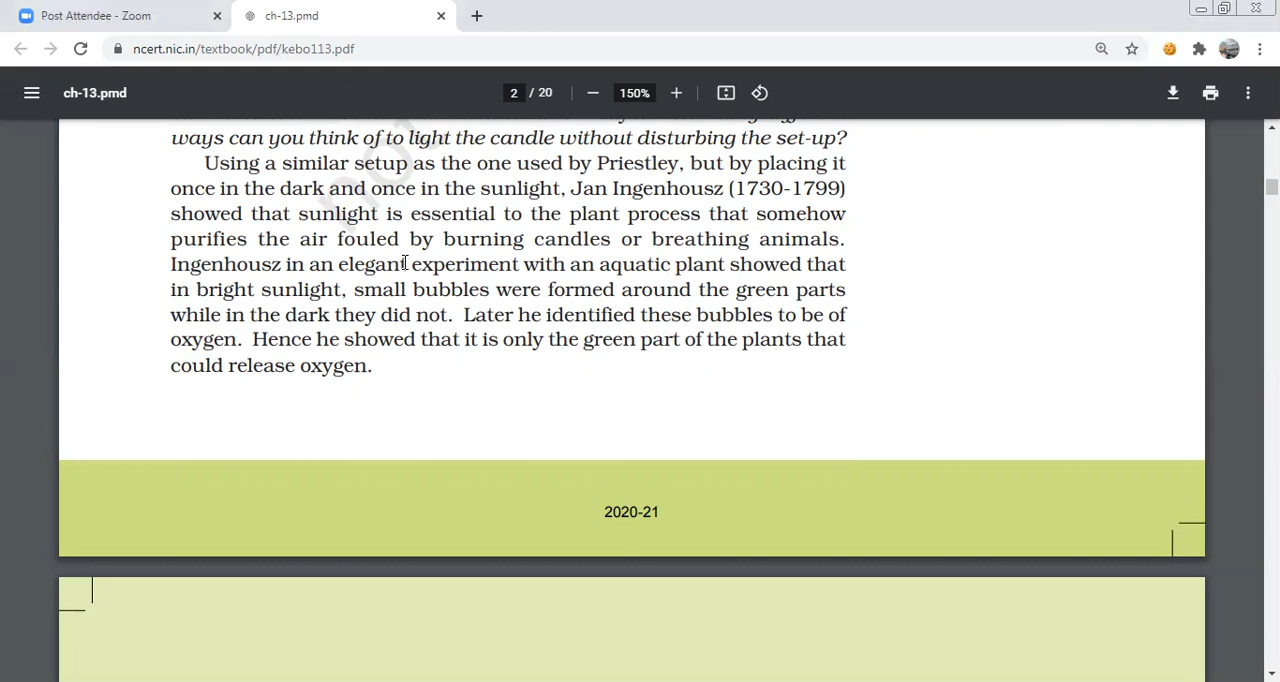 Post Attendee - Zoom
ch-13.pmd
ncert.nic.in/textbook/pdf/kebo113.pdf
ch-13.pmd
2 / 20
150%
ways can you think of to light the candle without disturbing the set-up?
Using a similar setup as the one used by Priestley, but by placing it
once in the dark and once in the sunlight, Jan Ingenhousz (1730-1799)
showed that sunlight is essential to the plant process that somehow
purifies the air fouled by burning candles or breathing animals.
Ingenhousz in an elegant experiment with an aquatic plant showed that
in bright sunlight, small bubbles were formed around the green parts
while in the dark they did not. Later he identified these bubbles to be of
oxygen. Hence he showed that it is only the green part of the plants that
could release oxygen.
not
2020-21